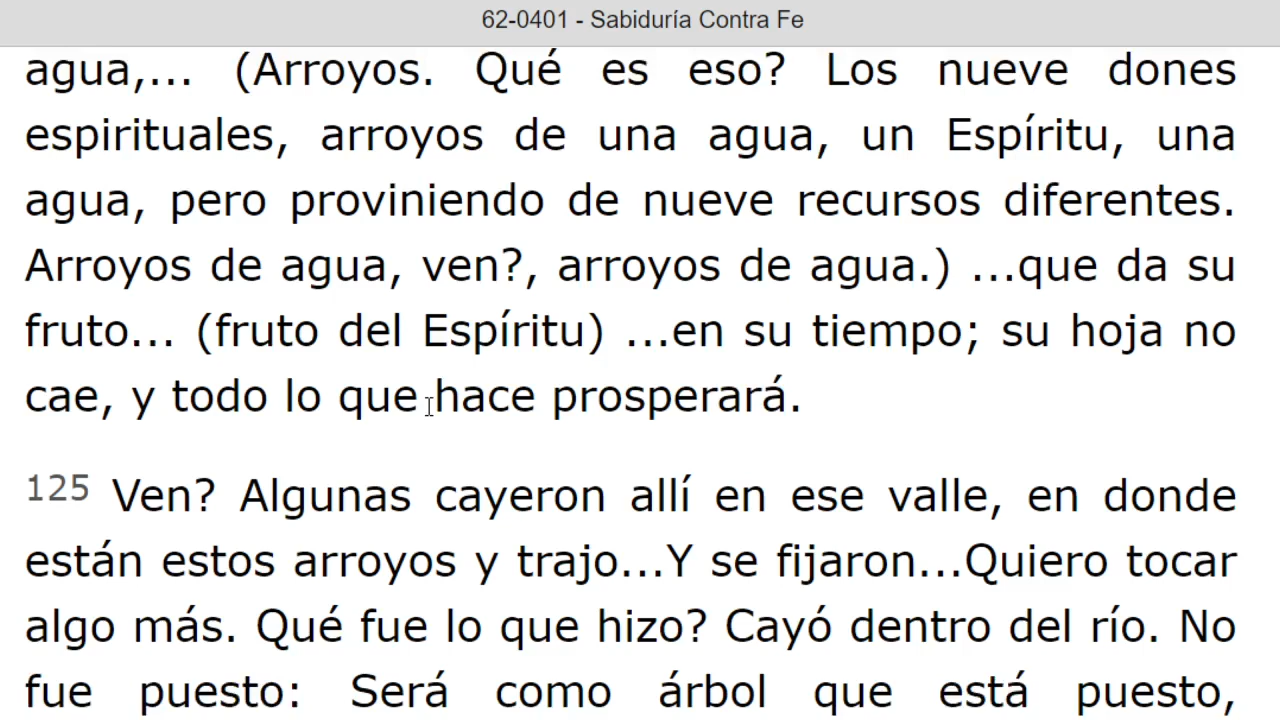 62-0401 - Sabiduría Contra Fe
agua,... (Arroyos. Qué es eso? Los nueve dones
espirituales, arroyos de una agua, un Espíritu, una
agua, pero proviniendo de nueve recursos diferentes.
Arroyos de agua, ven?, arroyos de agua.) ...que da su
fruto... (fruto del Espíritu) ...en su tiempo; su hoja no
cae, y todo lo que hace prosperará.
125 Ven? Algunas cayeron allí en ese valle, en donde
están estos arroyos y trajo...Y se fijaron...Quiero tocar
algo más. Qué fue lo que hizo? Cayó dentro del río. No
fue puesto: Será como árbol que está puesto,